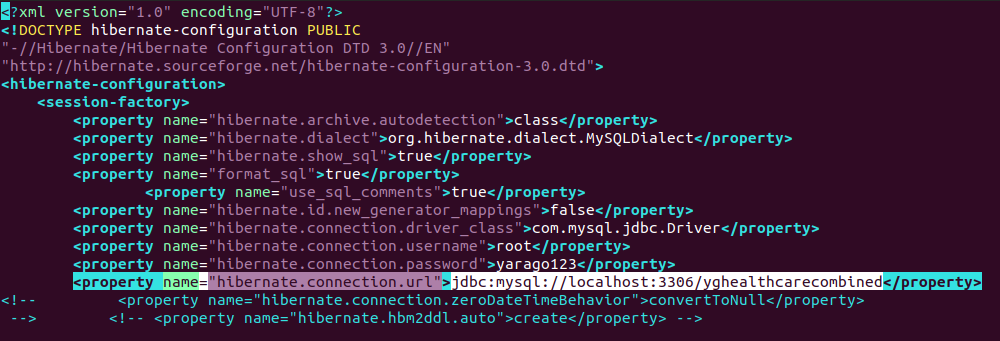 <?xml version="1.0" encoding="UTF-8"?>
<!DOCTYPE hibernate-configuration PUBLIC
"-//Hibernate/Hibernate Configuration DTD 3.0//EN"
"http://hibernate.sourceforge.net/hibernate-configuration-3.0.dtd">
<hibernate-configuration>
    <session-factory>
        <property name="hibernate.archive.autodetection">class</property>
        <property name="hibernate.dialect">org.hibernate.dialect.MySQLDialect</property>
        <property name="hibernate.show_sql">true</property>
        <property name="format_sql">true</property>
                <property name="use_sql_comments">true</property>
        <property name="hibernate.id.new_generator_mappings">false</property>
        <property name="hibernate.connection.driver_class">com.mysql.jdbc.Driver</property>
        <property name="hibernate.connection.username">root</property>
        <property name="hibernate.connection.password">yarago123</property>
        <property name="hibernate.connection.url">jdbc:mysql://localhost:3306/yghealthcarecombined</property>
<!--         <property name="hibernate.connection.zeroDateTimeBehavior">convertToNull</property>
 -->        <!-- <property name="hibernate.hbm2ddl.auto">create</property> -->